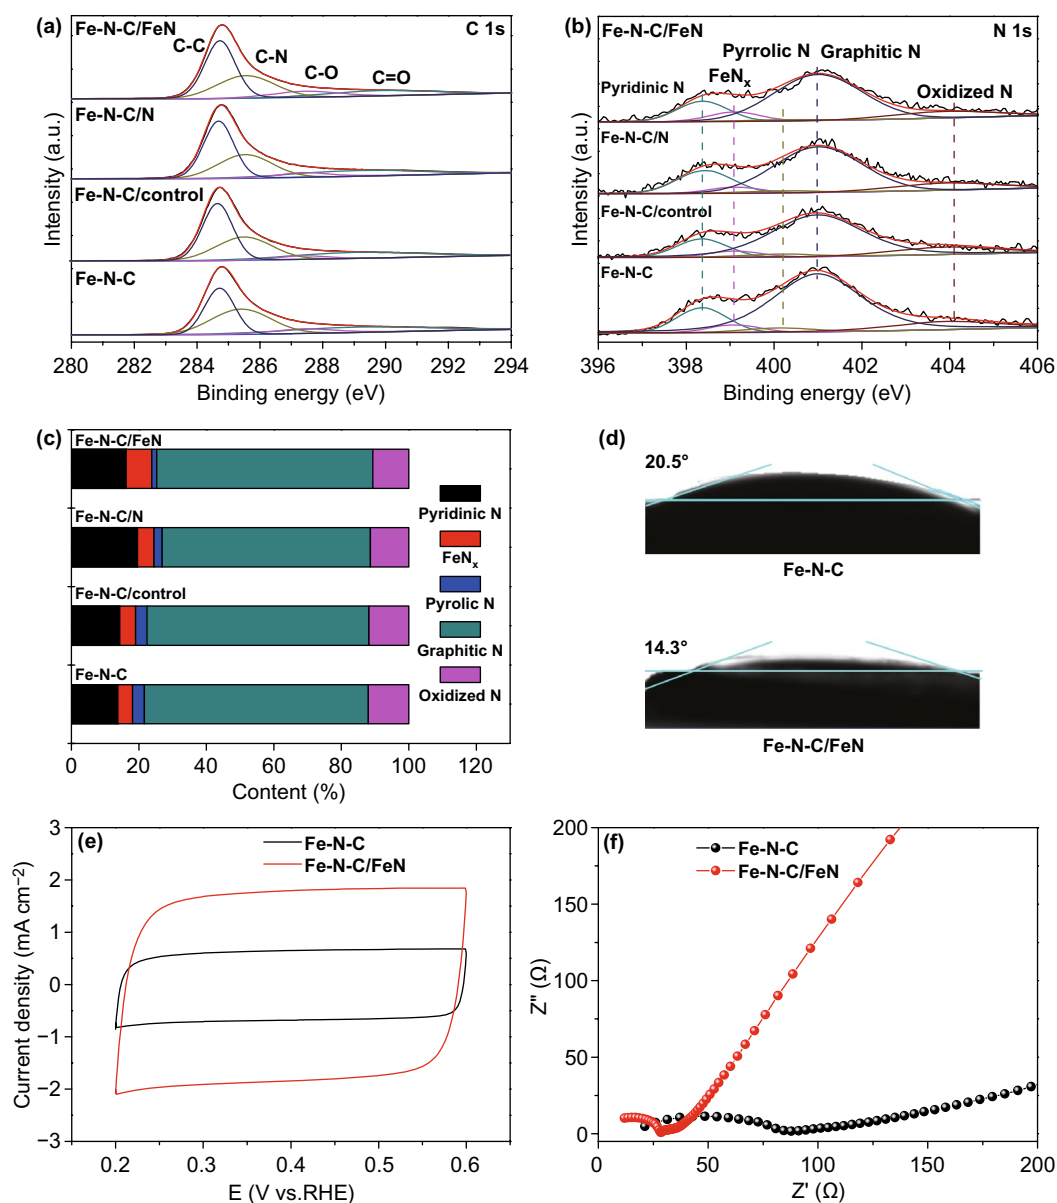 (a) Fe-N-C/FeN C 1s
C-C
C-N
C-O
C=O
Fe-N-C/N
Fe-N-C/control
Fe-N-C
Intensity (a.u.)
280 282 284 286 288 290 292 294
Binding energy (eV)
(b) Fe-N-C/FeN N 1s
Pyrrolic N Graphitic N
Pyridinic N FeNₓ Oxidized N
Fe-N-C/N
Fe-N-C/control
Fe-N-C
Intensity (a.u.)
396 398 400 402 404 406
Binding energy (eV)
(c) Fe-N-C/FeN
Fe-N-C/N
Fe-N-C/control
Fe-N-C
Pyridinic N
FeNₓ
Pyrolic N
Graphitic N
Oxidized N
0 20 40 60 80 100 120
Content (%)
(d)
20.5°
Fe-N-C
14.3°
Fe-N-C/FeN
(e)
Fe-N-C
Fe-N-C/FeN
3
2
1
0
−1
−2
−3
Current density (mA cm⁻²)
0.2 0.3 0.4 0.5 0.6
E (V vs.RHE)
(f)
Fe-N-C
Fe-N-C/FeN
200
150
100
50
0
Z″ (Ω)
0 50 100 150 200
Z′ (Ω)